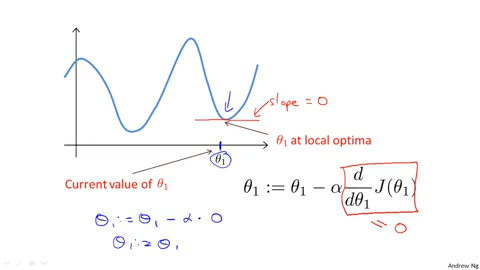 slope = 0
θ₁ at local optima
θ₁
Current value of θ₁
θ₁ := θ₁ − α d/dθ₁ J(θ₁)
= 0
θ₁ := θ₁ − α · 0
θ₁ := θ₁
Andrew Ng